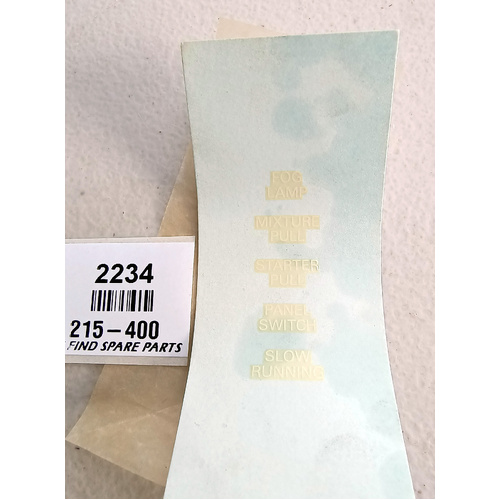 FOG
LAMP
MIXTURE
PULL
STARTER
PULL
PANEL
SWITCH
SLOW
RUNNING
2234
215-400
FIND SPARE PARTS